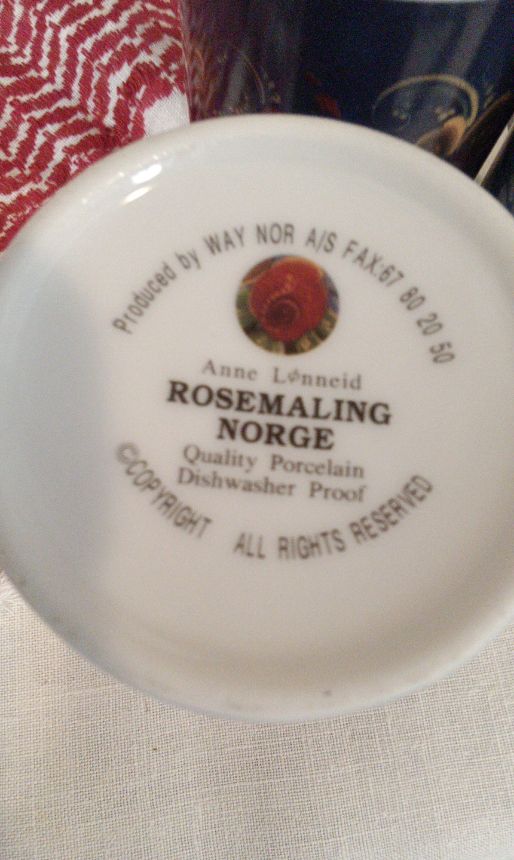 Produced by WAY NOR A/S FAX:67 80 20 50
Anne Lønneid
ROSEMALING
NORGE
Quality Porcelain
Dishwasher Proof
©COPYRIGHT ALL RIGHTS RESERVED